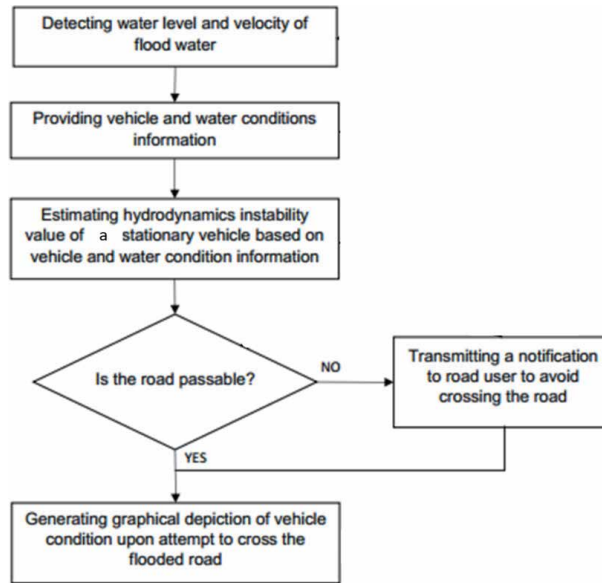 Detecting water level and velocity of
flood water
Providing vehicle and water conditions
information
Estimating hydrodynamics instability
value of a stationary vehicle based on
vehicle and water condition information
Is the road passable?
NO
Transmitting a notification
to road user to avoid
crossing the road
YES
Generating graphical depiction of vehicle
condition upon attempt to cross the
flooded road